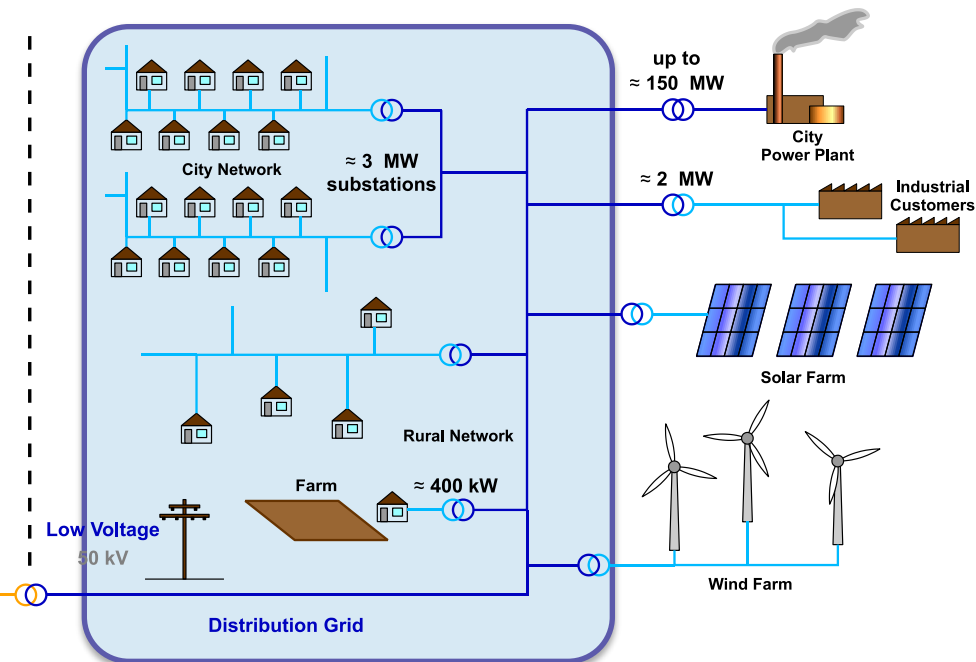 up to
≈ 150 MW
City
Power Plant
City Network
≈ 3 MW
substations
≈ 2 MW
Industrial
Customers
Solar Farm
Rural Network
Farm
≈ 400 kW
Low Voltage
50 kV
Wind Farm
Distribution Grid